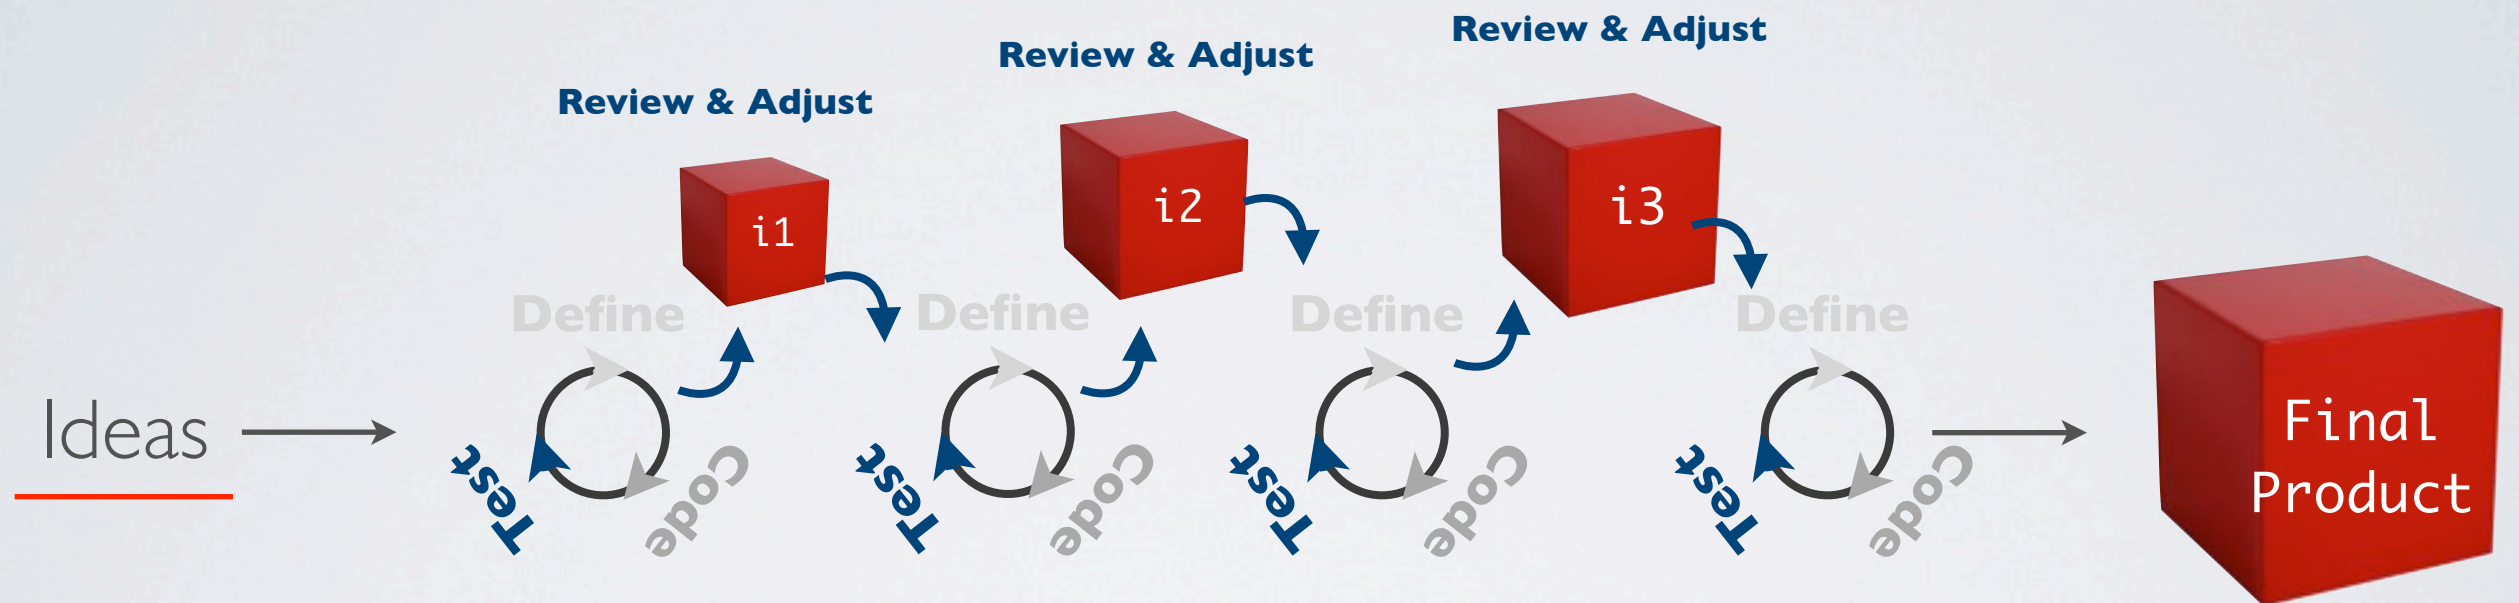 Review & Adjust
Review & Adjust
Review & Adjust
i1
i2
i3
Define
Define
Define
Define
Ideas
Test
Code
Test
Code
Test
Code
Test
Code
Final
Product